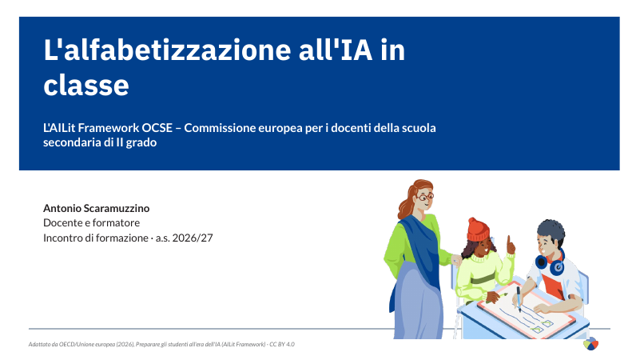 L'alfabetizzazione all'IA in
classe
L'AILit Framework OCSE – Commissione europea per i docenti della scuola
secondaria di II grado
Antonio Scaramuzzino
Docente e formatore
Incontro di formazione · a.s. 2026/27
Adattato da OECD/Unione europea (2026), Preparare gli studenti all'era dell'IA (AILit Framework) · CC BY 4.0